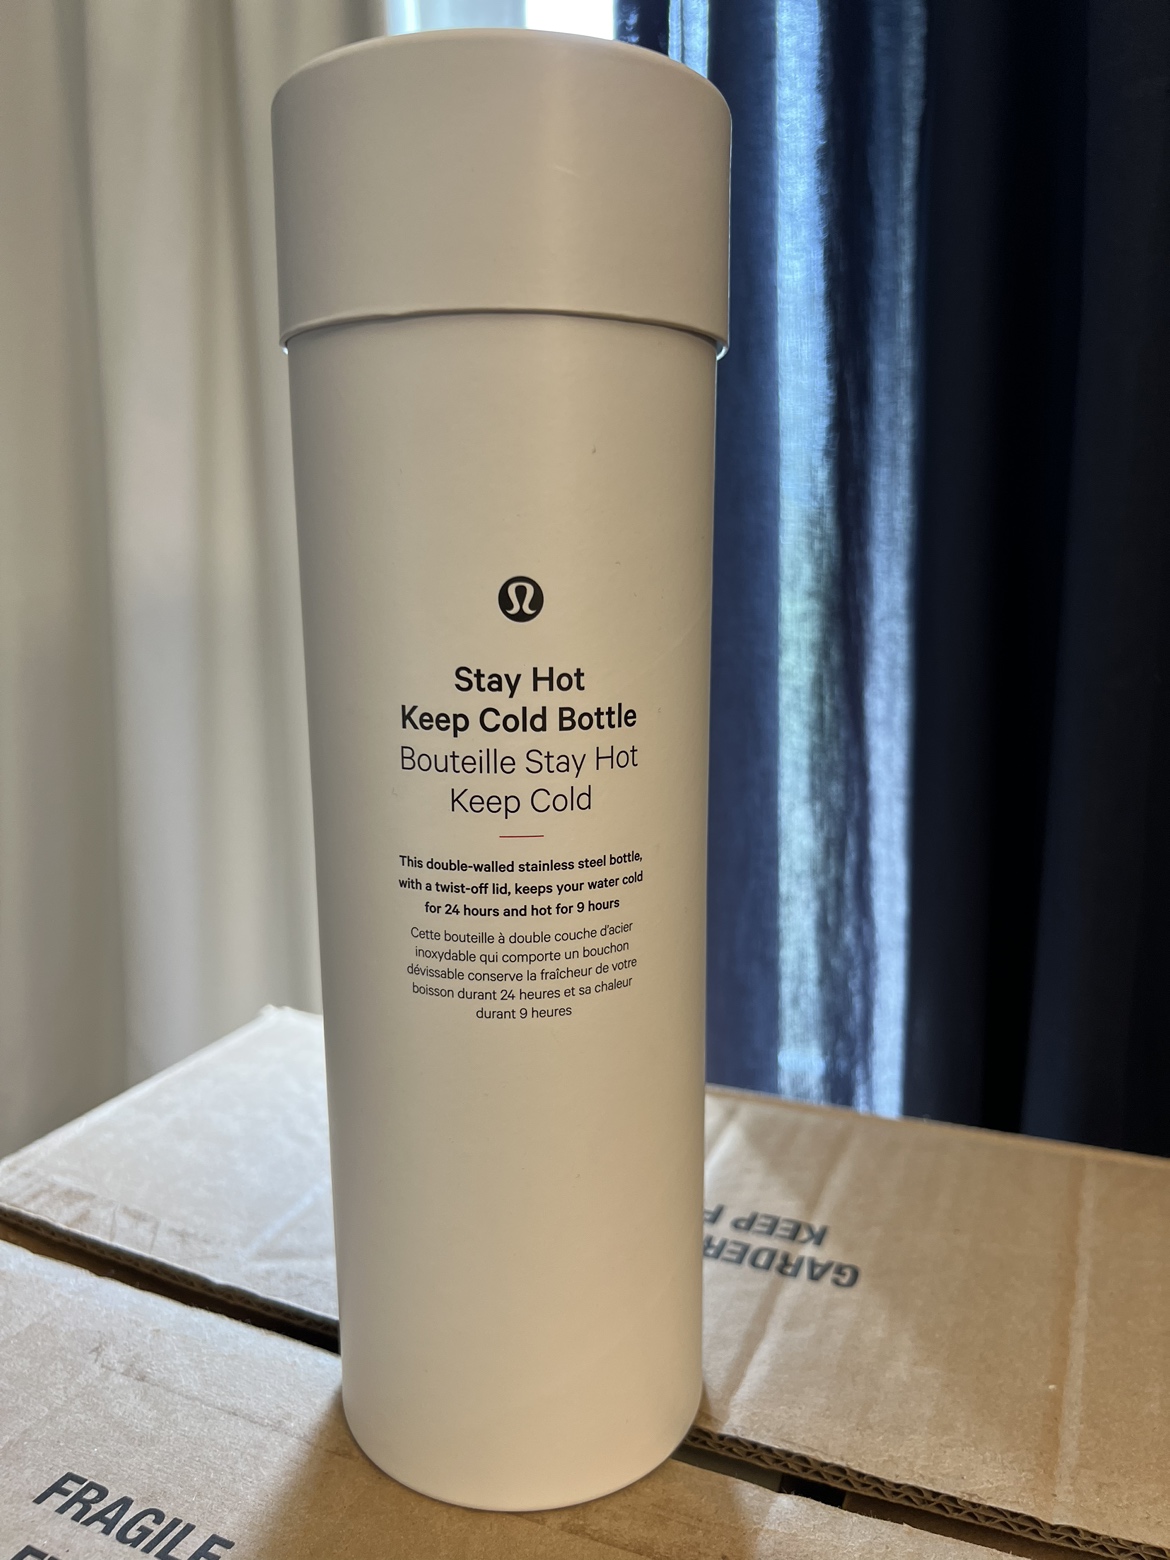 Stay Hot
Keep Cold Bottle
Bouteille Stay Hot
Keep Cold
This double-walled stainless steel bottle,
with a twist-off lid, keeps your water cold
for 24 hours and hot for 9 hours
Cette bouteille à double couche d'acier
inoxydable qui comporte un bouchon
dévissable conserve la fraîcheur de votre
boisson durant 24 heures et sa chaleur
durant 9 heures
KEEP
FRAGILE